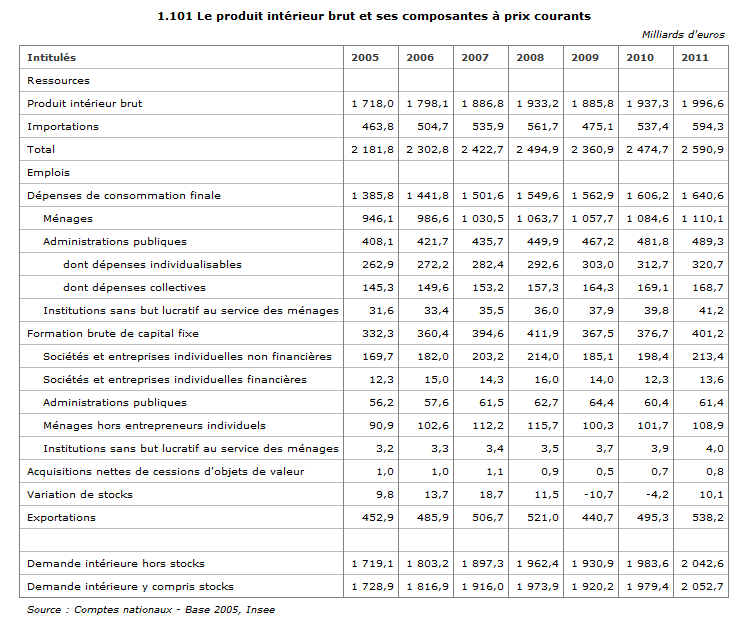 1.101 Le produit intérieur brut et ses composantes à prix courants
Milliards d'euros
Intitulés 2005 2006 2007 2008 2009 2010 2011
Ressources
Produit intérieur brut 1 718,0 1 798,1 1 886,8 1 933,2 1 885,8 1 937,3 1 996,6
Importations 463,8 504,7 535,9 561,7 475,1 537,4 594,3
Total 2 181,8 2 302,8 2 422,7 2 494,9 2 360,9 2 474,7 2 590,9
Emplois
Dépenses de consommation finale 1 385,8 1 441,8 1 501,6 1 549,6 1 562,9 1 606,2 1 640,6
Ménages 946,1 986,6 1 030,5 1 063,7 1 057,7 1 084,6 1 110,1
Administrations publiques 408,1 421,7 435,7 449,9 467,2 481,8 489,3
dont dépenses individualisables 262,9 272,2 282,4 292,6 303,0 312,7 320,7
dont dépenses collectives 145,3 149,6 153,2 157,3 164,3 169,1 168,7
Institutions sans but lucratif au service des ménages 31,6 33,4 35,5 36,0 37,9 39,8 41,2
Formation brute de capital fixe 332,3 360,4 394,6 411,9 367,5 376,7 401,2
Sociétés et entreprises individuelles non financières 169,7 182,0 203,2 214,0 185,1 198,4 213,4
Sociétés et entreprises individuelles financières 12,3 15,0 14,3 16,0 14,0 12,3 13,6
Administrations publiques 56,2 57,6 61,5 62,7 64,4 60,4 61,4
Ménages hors entrepreneurs individuels 90,9 102,6 112,2 115,7 100,3 101,7 108,9
Institutions sans but lucratif au service des ménages 3,2 3,3 3,4 3,5 3,7 3,9 4,0
Acquisitions nettes de cessions d'objets de valeur 1,0 1,0 1,1 0,9 0,5 0,7 0,8
Variation de stocks 9,8 13,7 18,7 11,5 -10,7 -4,2 10,1
Exportations 452,9 485,9 506,7 521,0 440,7 495,3 538,2
Demande intérieure hors stocks 1 719,1 1 803,2 1 897,3 1 962,4 1 930,9 1 983,6 2 042,6
Demande intérieure y compris stocks 1 728,9 1 816,9 1 916,0 1 973,9 1 920,2 1 979,4 2 052,7
Source : Comptes nationaux - Base 2005, Insee